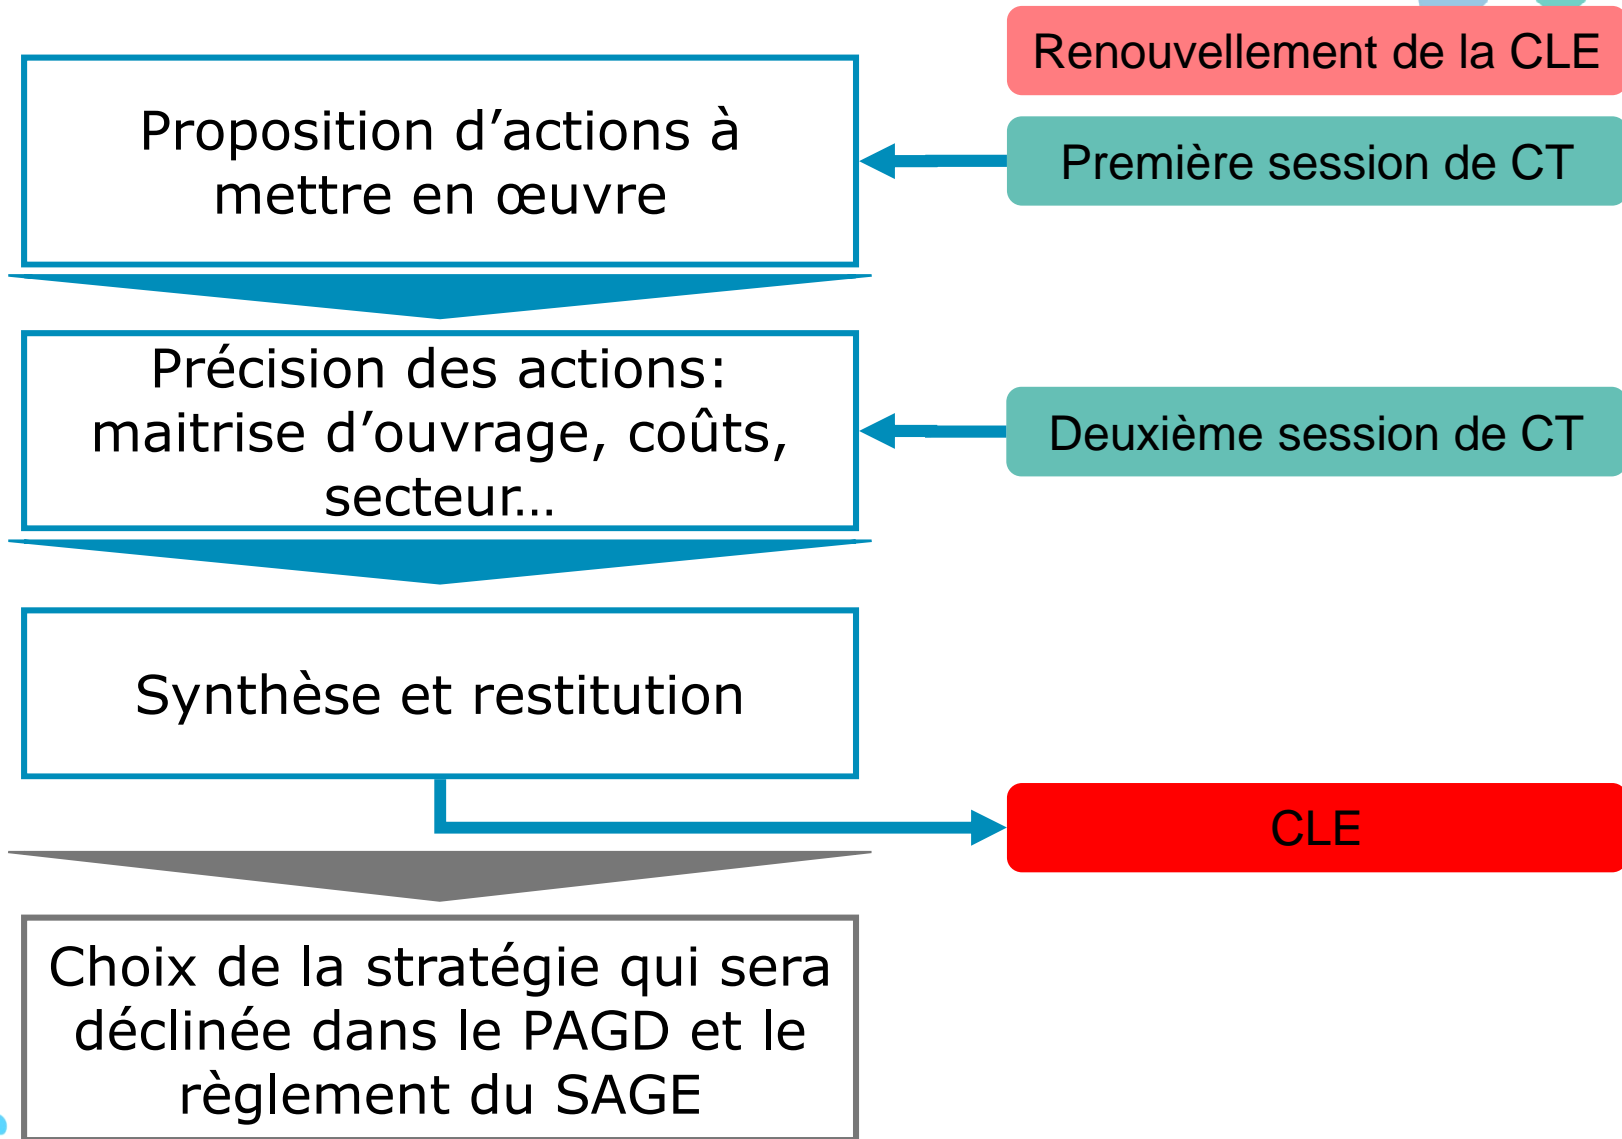 Renouvellement de la CLE
Proposition d’actions à
mettre en œuvre
Première session de CT
Précision des actions:
maitrise d’ouvrage, coûts,
secteur…
Deuxième session de CT
Synthèse et restitution
CLE
Choix de la stratégie qui sera
déclinée dans le PAGD et le
règlement du SAGE